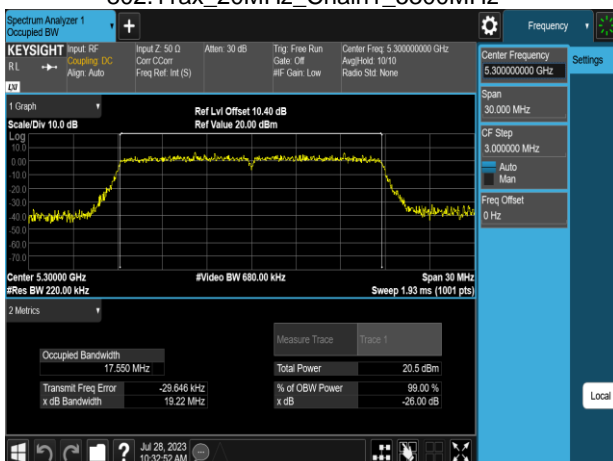 802.11ax_20MHz_Chain1_5300MHz
Spectrum Analyzer 1
Occupied BW
Frequency
KEYSIGHT
RL
LXI
Input: RF
Coupling: DC
Align: Auto
Input Z: 50 Ω
Corr CCorr
Freq Ref: Int (S)
Atten: 30 dB
Trig: Free Run
Gate: Off
#IF Gain: Low
Center Freq: 5.300000000 GHz
Avg|Hold: 10/10
Radio Std: None
Center Frequency
5.300000000 GHz
Settings
Span
30.000 MHz
CF Step
3.000000 MHz
Auto
Man
Freq Offset
0 Hz
Local
1 Graph
Scale/Div 10.0 dB
Ref Lvl Offset 10.40 dB
Ref Value 20.00 dBm
Log
10.0
0.00
-10.0
-20.0
-30.0
-40.0
-50.0
-60.0
-70.0
Center 5.30000 GHz
#Video BW 680.00 kHz
Span 30 MHz
#Res BW 220.00 kHz
Sweep 1.93 ms (1001 pts)
2 Metrics
Measure Trace
Trace 1
Occupied Bandwidth
17.550 MHz
Total Power
20.5 dBm
Transmit Freq Error
-29.646 kHz
% of OBW Power
99.00 %
x dB Bandwidth
19.22 MHz
x dB
-26.00 dB
Jul 28, 2023
10:32:52 AM